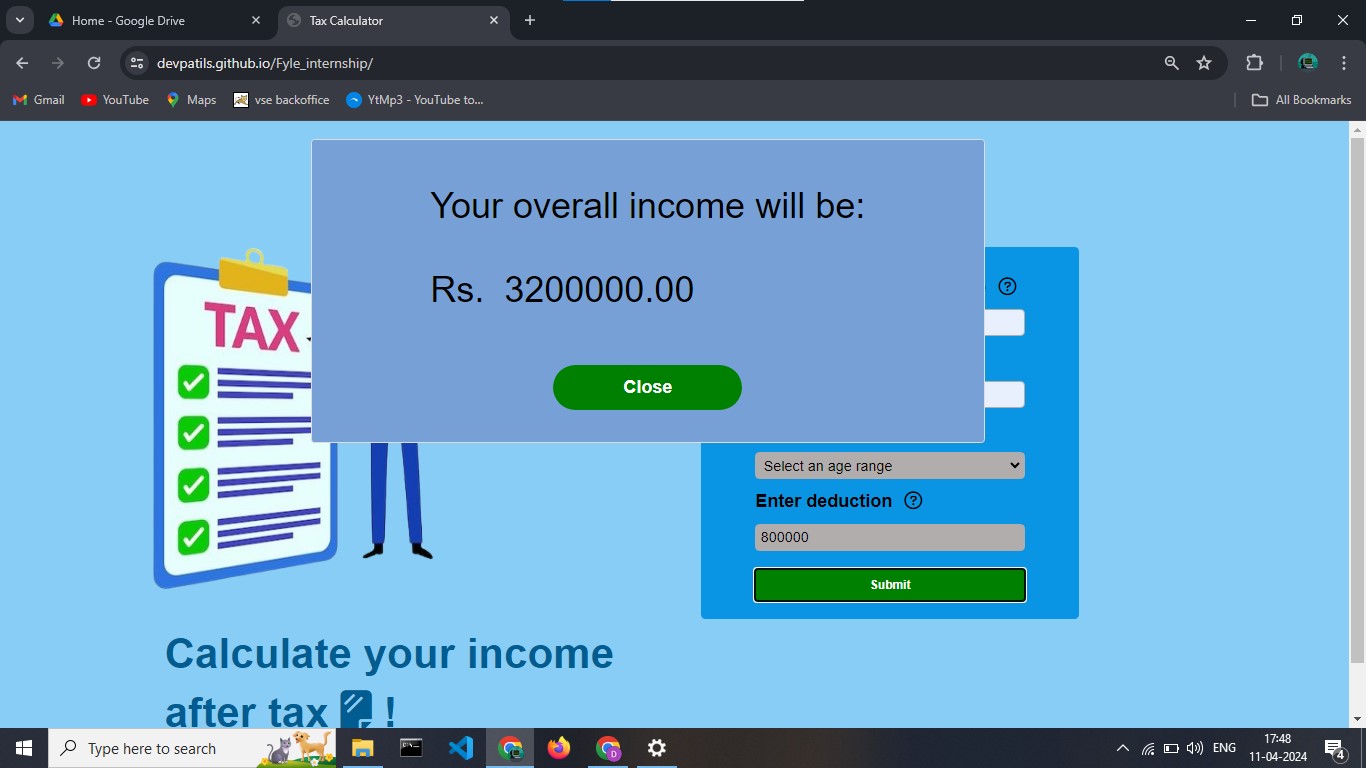 Home - Google Drive
Tax Calculator
devpatils.github.io/Fyle_internship/
Gmail
YouTube
Maps
vse backoffice
YtMp3 - YouTube to...
All Bookmarks
Your overall income will be:
Rs. 3200000.00
Close
TAX
Select an age range
Enter deduction ?
800000
Submit
Calculate your income
after tax !
Type here to search
ENG
17:48
11-04-2024
4